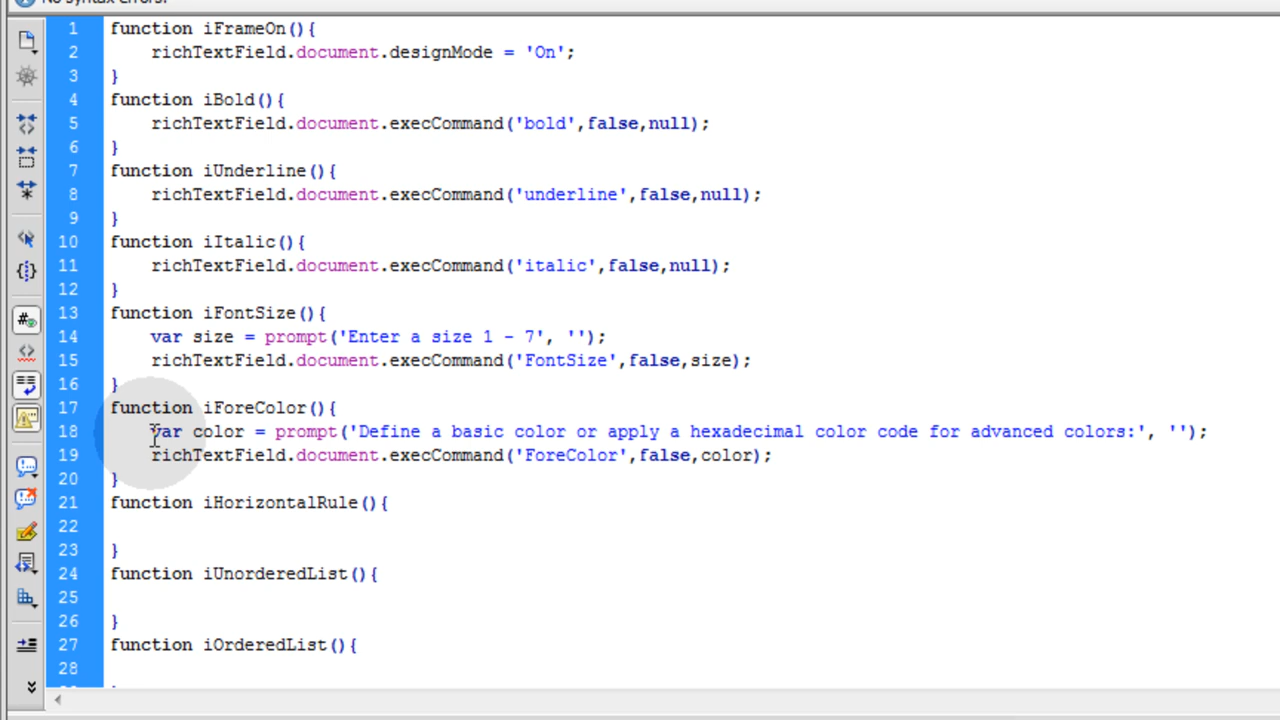 No syntax errors.
1 function iFrameOn(){
2 richTextField.document.designMode = 'On';
3 }
4 function iBold(){
5 richTextField.document.execCommand('bold',false,null);
6 }
7 function iUnderline(){
8 richTextField.document.execCommand('underline',false,null);
9 }
10 function iItalic(){
11 richTextField.document.execCommand('italic',false,null);
12 }
13 function iFontSize(){
14 var size = prompt('Enter a size 1 - 7', '');
15 richTextField.document.execCommand('FontSize',false,size);
16 }
17 function iForeColor(){
18 var color = prompt('Define a basic color or apply a hexadecimal color code for advanced colors:', '');
19 richTextField.document.execCommand('ForeColor',false,color);
20 }
21 function iHorizontalRule(){
22
23 }
24 function iUnorderedList(){
25
26 }
27 function iOrderedList(){
28